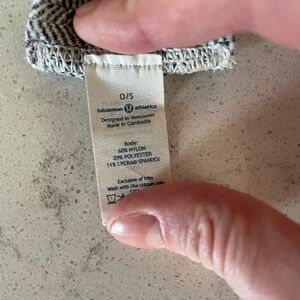 O/S
lululemon athletica
Designed in Vancouver
Made in Cambodia
Body:
60% NYLON
29% POLYESTER
11% LYCRA® SPANDEX
Exclusive of trim
Wash with like colours only